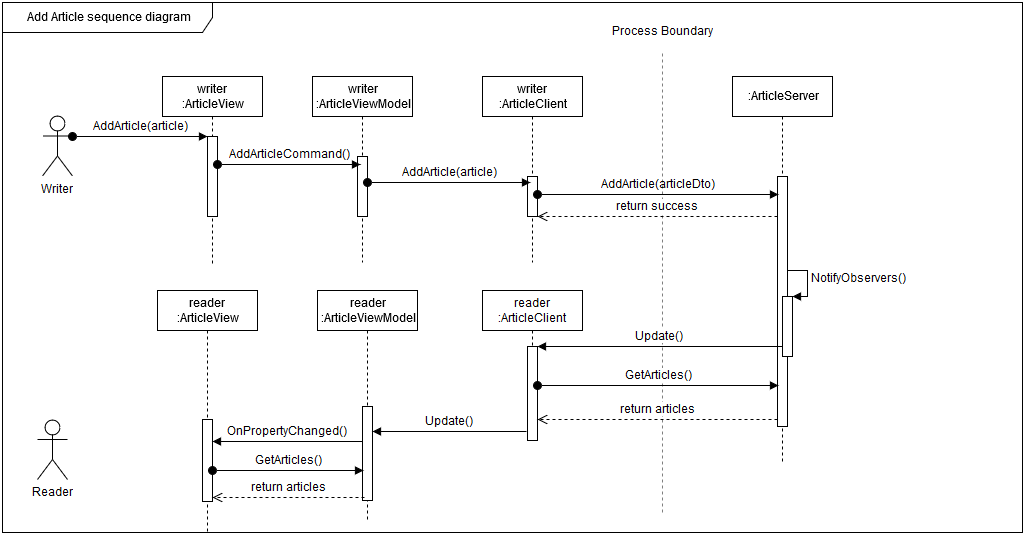 Add Article sequence diagram
Process Boundary
writer
:ArticleView
writer
:ArticleViewModel
writer
:ArticleClient
:ArticleServer
AddArticle(article)
AddArticleCommand()
AddArticle(article)
AddArticle(articleDto)
Writer
return success
NotifyObservers()
reader
:ArticleView
reader
:ArticleViewModel
reader
:ArticleClient
Update()
GetArticles()
return articles
Update()
OnPropertyChanged()
GetArticles()
return articles
Reader